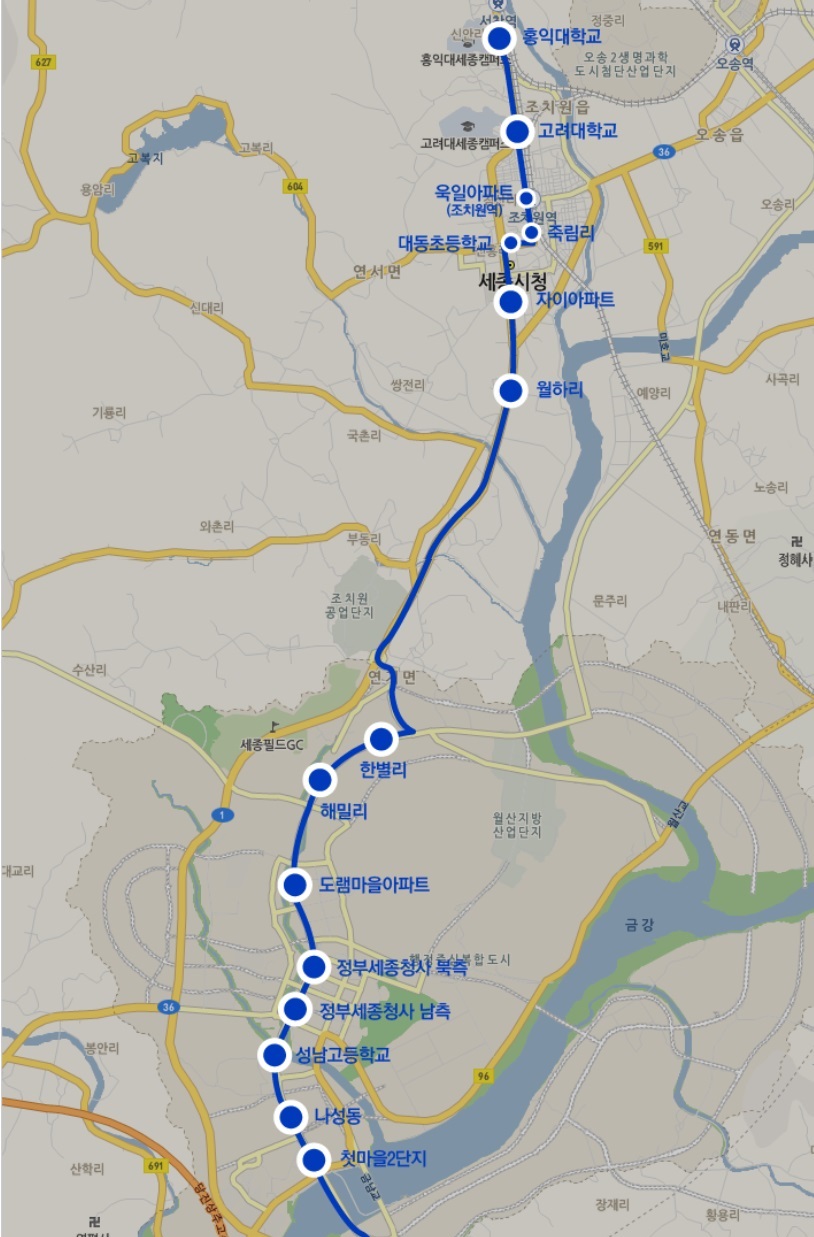 서창역
정중리
신안리
홍익대학교
홍익대세종캠퍼스
오송2생명과학
도시첨단산업단지
오송역
627
조치원읍
고려대학교
고려대세종캠퍼스
오송읍
36
고복지
고복리
용암리
604
욱일아파트
(조치원역)
조치원역
죽림리
대동초등학교
오송리
591
연서면
세종시청
자이아파트
신대리
미호교
쌍전리
월하리
예양리
사곡리
기룡리
국촌리
노송리
외촌리
부동리
연동면
卍
정혜사
조치원
공업단지
문주리
내판리
수산리
연기면
세종필드GC
한별리
해밀리
1
월산지방
산업단지
월산교
대교리
도램마을아파트
금강
정부세종청사 북측
행정중심복합도시
36
정부세종청사 남측
봉안리
성남고등학교
96
나성동
691
산학리
첫마을2단지
금남교
당진상주고
장재리
황용리
卍